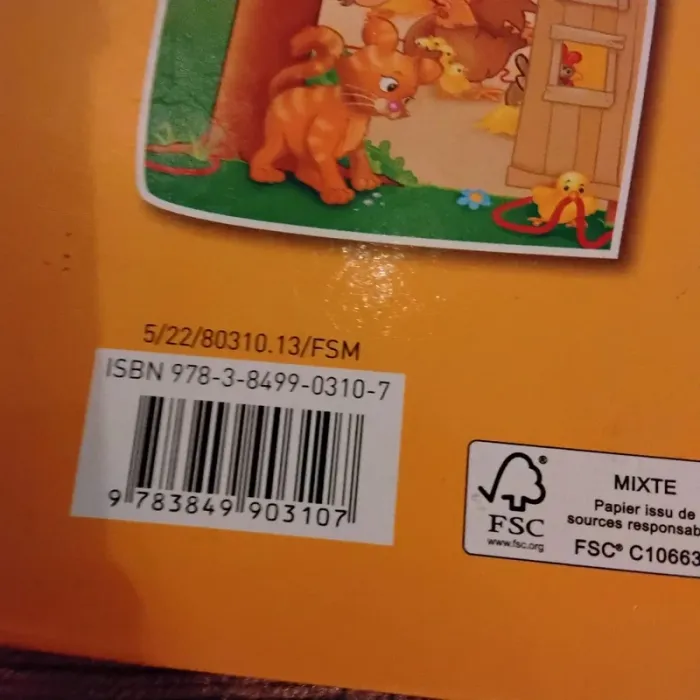 5/22/80310.13/FSM
ISBN 978-3-8499-0310-7
9 783849 903107
FSC
www.fsc.org
MIXTE
Papier issu de
sources
FSC® C10663